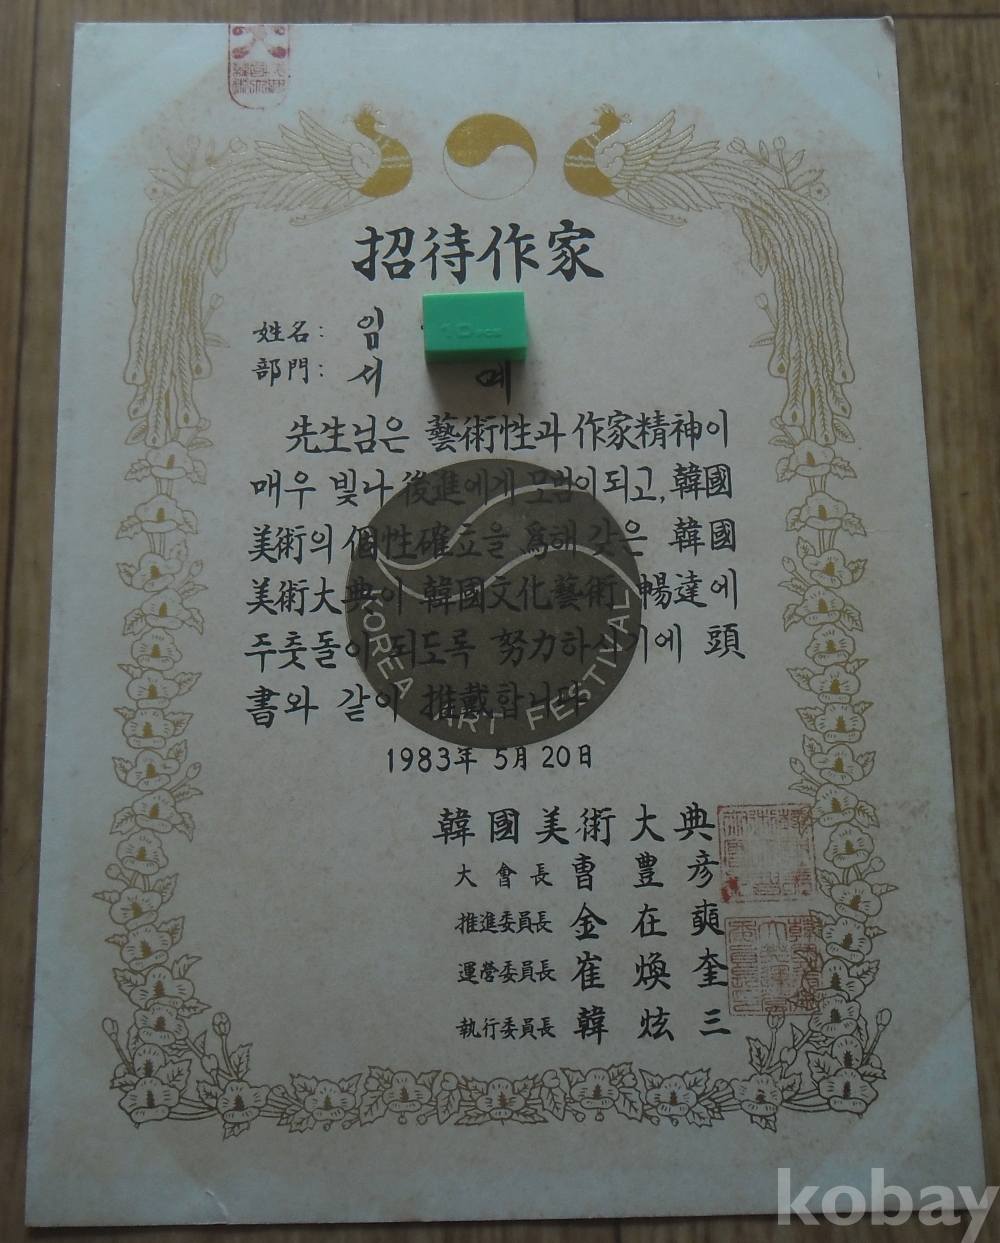 招待作家
姓名: 임
部門: 서 예
先生님은 藝術性과 作家精神이
매우 빛나 後進에게 모범이 되고, 韓國
美術의 個性確立을 爲해 갖은 韓國
美術大典이 韓國文化藝術 暢達에
주춧돌이 되도록 努力하시기에 頭
書와 같이 推戴합니다
KOREA ART FESTIVAL
1983年 5月 20日
韓國美術大典
大會長 曺豊彦
推進委員長 金在奭
運營委員長 崔煥奎
執行委員長 韓炫三
kobay